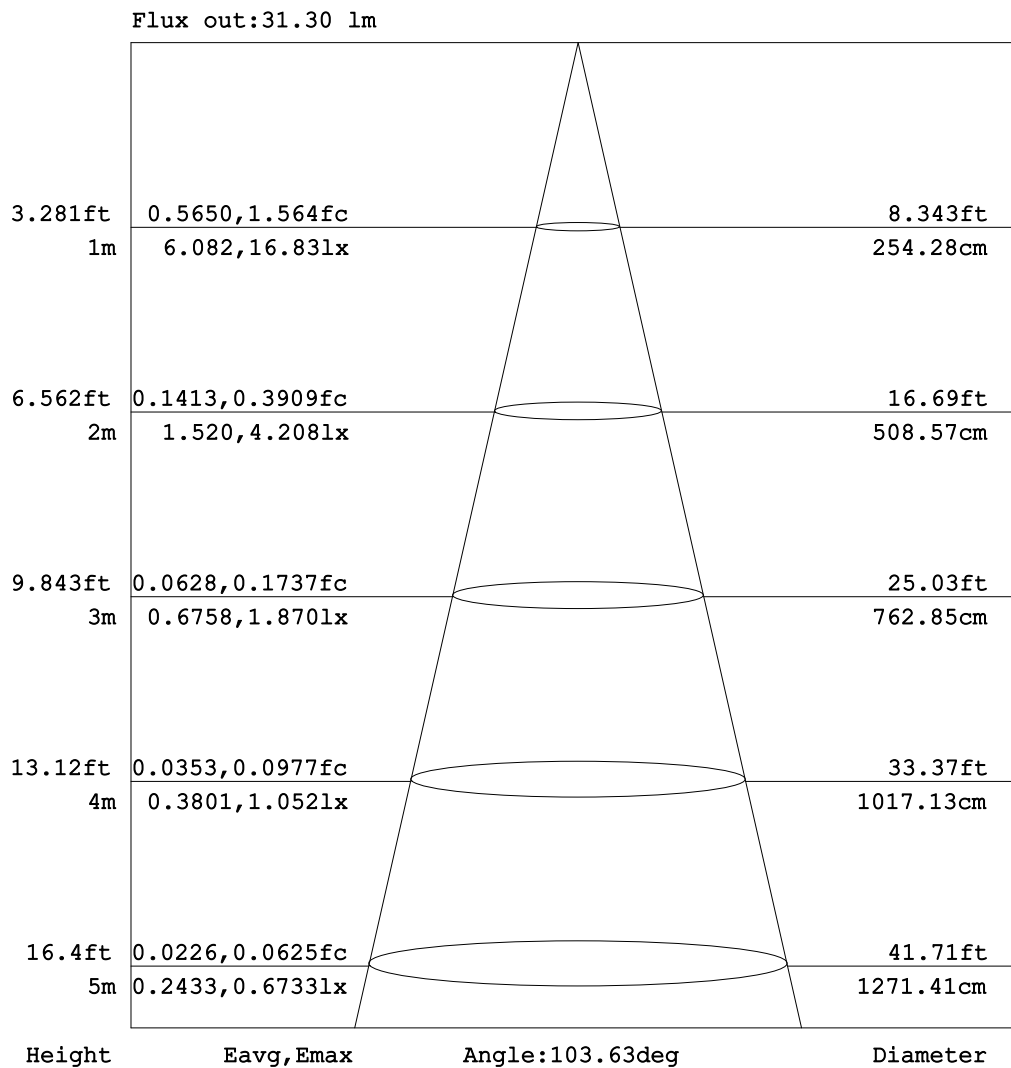 Flux out:31.30 lm
3.281ft 0.5650,1.564fc 8.343ft
1m 6.082,16.83lx 254.28cm
6.562ft 0.1413,0.3909fc 16.69ft
2m 1.520,4.208lx 508.57cm
9.843ft 0.0628,0.1737fc 25.03ft
3m 0.6758,1.870lx 762.85cm
13.12ft 0.0353,0.0977fc 33.37ft
4m 0.3801,1.052lx 1017.13cm
16.4ft 0.0226,0.0625fc 41.71ft
5m 0.2433,0.6733lx 1271.41cm
Height Eavg,Emax Angle:103.63deg Diameter